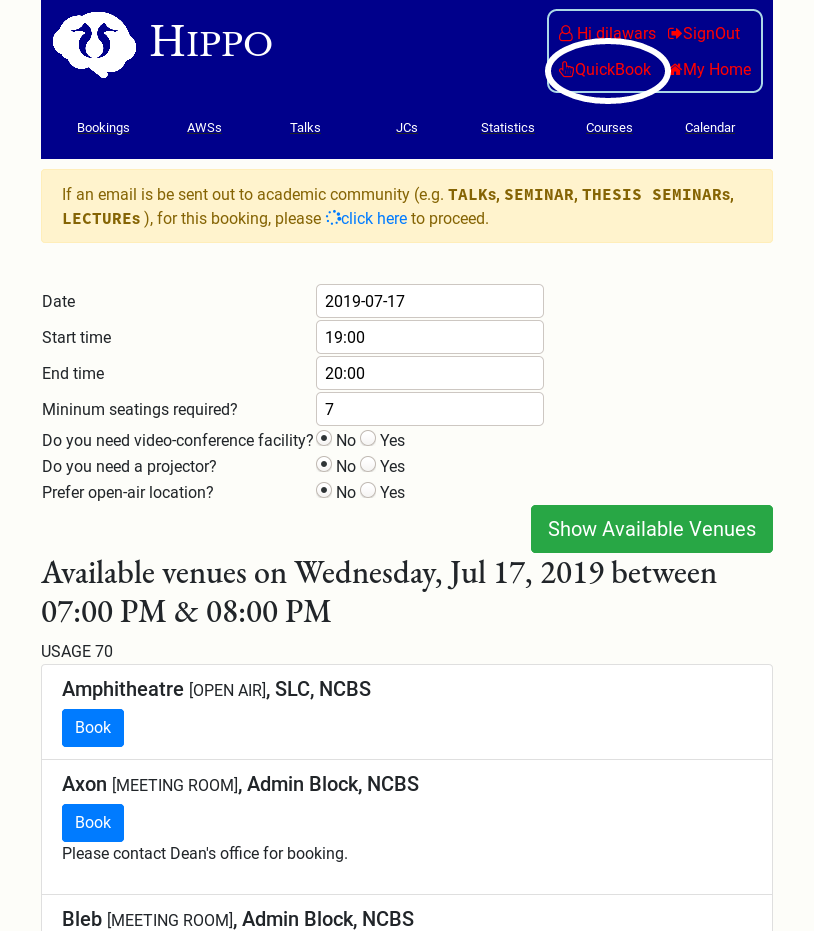 HIPPO
Hi dilawars SignOut
QuickBook My Home
Bookings AWSs Talks JCs Statistics Courses Calendar
If an email is be sent out to academic community (e.g. TALKs, SEMINAR, THESIS SEMINARs,
LECTUREs ), for this booking, please click here to proceed.
Date 2019-07-17
Start time 19:00
End time 20:00
Mininum seatings required? 7
Do you need video-conference facility? No Yes
Do you need a projector? No Yes
Prefer open-air location? No Yes
Show Available Venues
Available venues on Wednesday, Jul 17, 2019 between
07:00 PM & 08:00 PM
USAGE 70
Amphitheatre [OPEN AIR], SLC, NCBS
Book
Axon [MEETING ROOM], Admin Block, NCBS
Book
Please contact Dean's office for booking.
Bleb [MEETING ROOM], Admin Block, NCBS